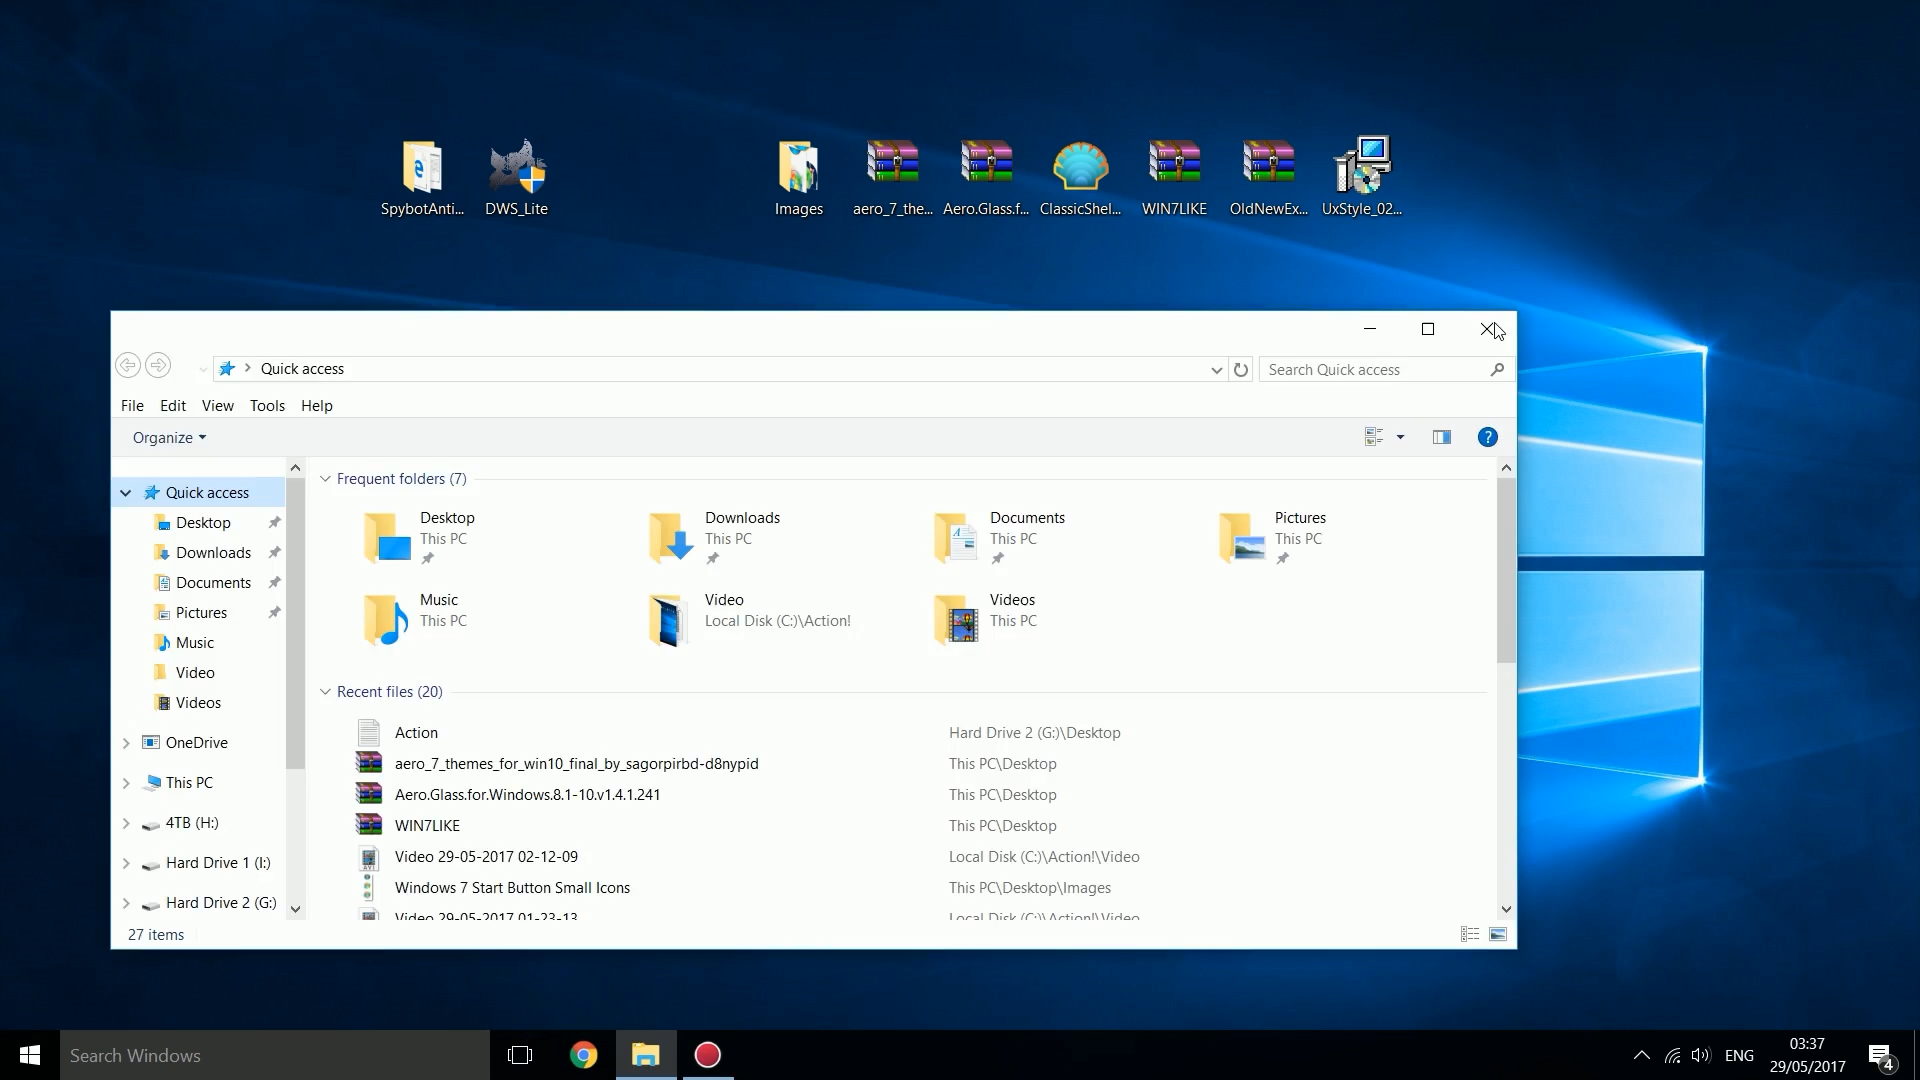 SpybotAnti...
DWS_Lite
Images
aero_7_the...
Aero.Glass.f...
ClassicShel...
WIN7LIKE
OldNewEx...
UxStyle_02...
Quick access
Search Quick access
File Edit View Tools Help
Organize
Quick access
Desktop
Downloads
Documents
Pictures
Music
Video
Videos
OneDrive
This PC
4TB (H:)
Hard Drive 1 (I:)
Hard Drive 2 (G:)
Frequent folders (7)
Desktop
This PC
Downloads
This PC
Documents
This PC
Pictures
This PC
Music
This PC
Video
Local Disk (C:)\Action!
Videos
This PC
Recent files (20)
Action Hard Drive 2 (G:)\Desktop
aero_7_themes_for_win10_final_by_sagorpirbd-d8nypid This PC\Desktop
Aero.Glass.for.Windows.8.1-10.v1.4.1.241 This PC\Desktop
WIN7LIKE This PC\Desktop
Video 29-05-2017 02-12-09 Local Disk (C:)\Action!\Video
Windows 7 Start Button Small Icons This PC\Desktop\Images
Video 29-05-2017 01-23-13 Local Disk (C:)\Action!\Video
27 items
Search Windows
ENG
03:37
29/05/2017
4